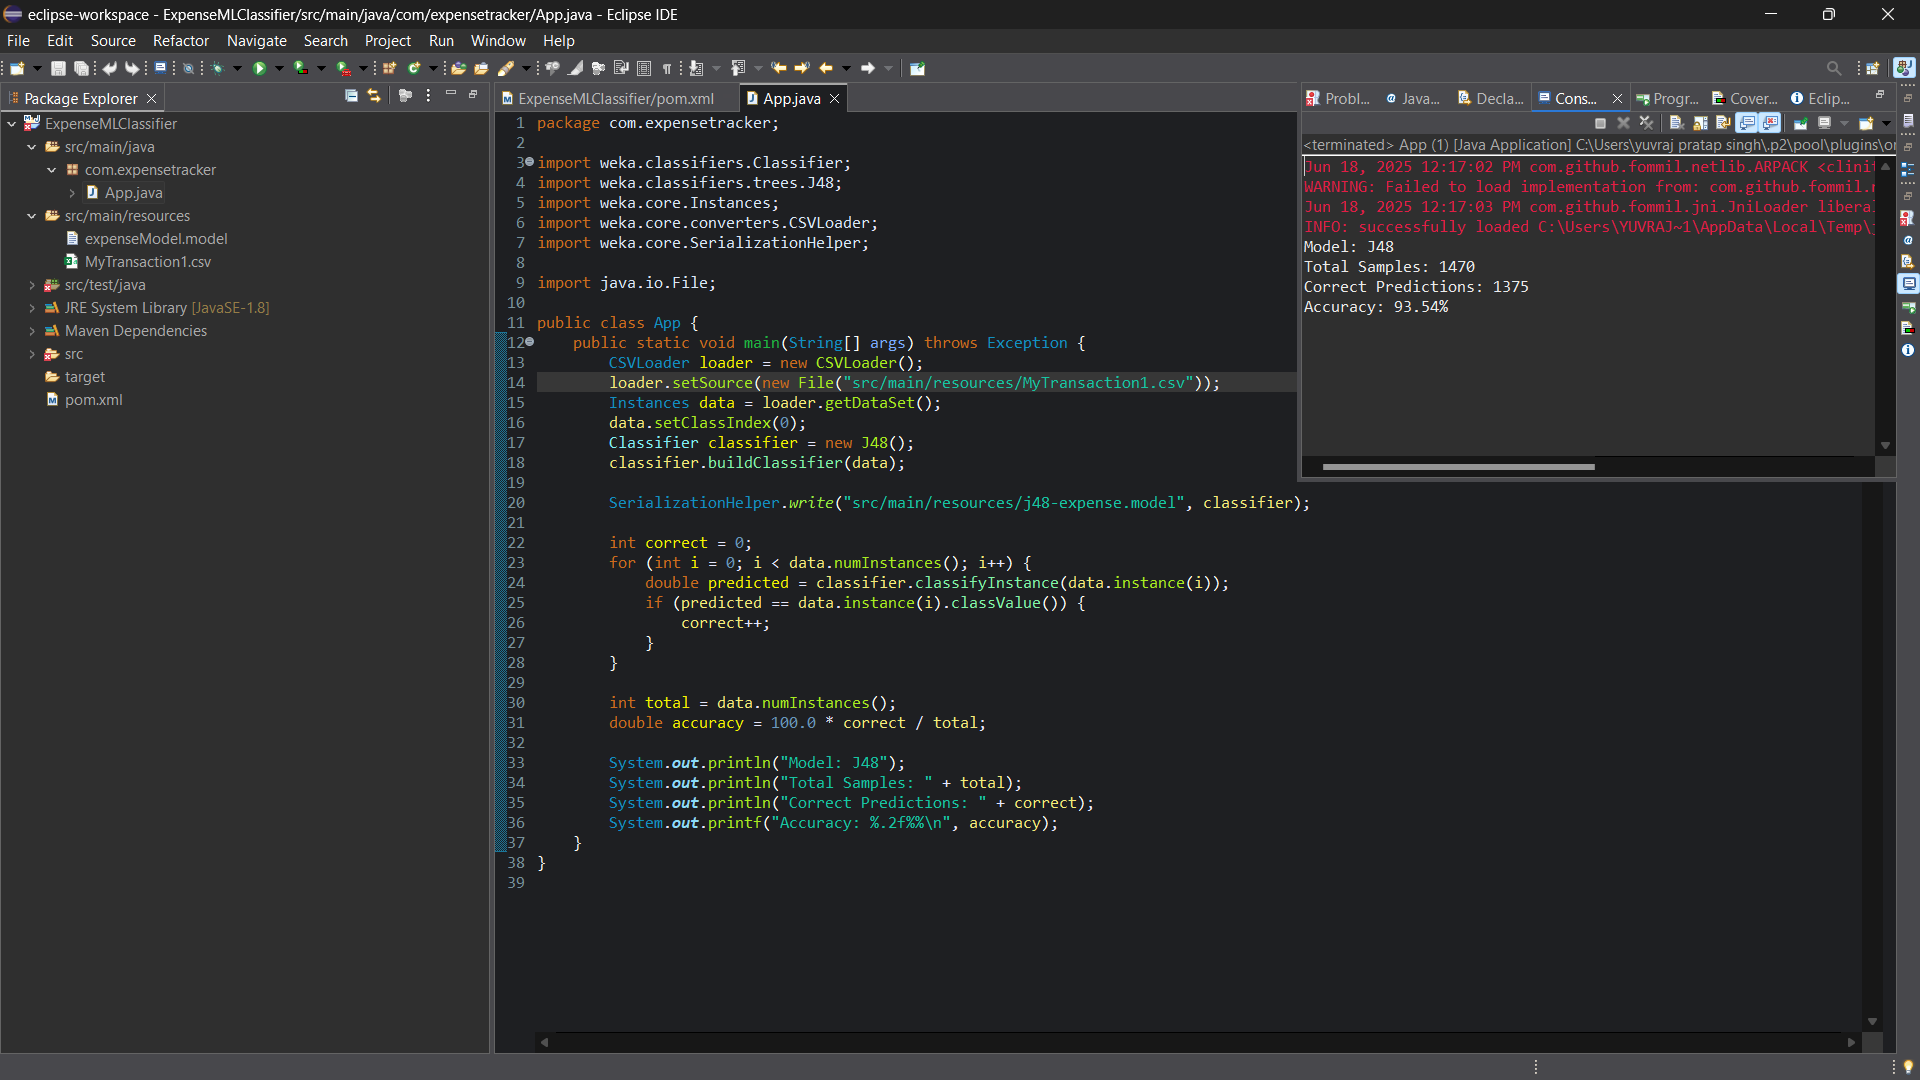 eclipse-workspace - ExpenseMLClassifier/src/main/java/com/expensetracker/App.java - Eclipse IDE
File Edit Source Refactor Navigate Search Project Run Window Help
Package Explorer
ExpenseMLClassifier
src/main/java
com.expensetracker
App.java
src/main/resources
expenseModel.model
MyTransaction1.csv
src/test/java
JRE System Library [JavaSE-1.8]
Maven Dependencies
src
target
pom.xml
ExpenseMLClassifier/pom.xml App.java
1 package com.expensetracker;
2
3 import weka.classifiers.Classifier;
4 import weka.classifiers.trees.J48;
5 import weka.core.Instances;
6 import weka.core.converters.CSVLoader;
7 import weka.core.SerializationHelper;
8
9 import java.io.File;
10
11 public class App {
12 public static void main(String[] args) throws Exception {
13 CSVLoader loader = new CSVLoader();
14 loader.setSource(new File("src/main/resources/MyTransaction1.csv"));
15 Instances data = loader.getDataSet();
16 data.setClassIndex(0);
17 Classifier classifier = new J48();
18 classifier.buildClassifier(data);
19
20 SerializationHelper.write("src/main/resources/j48-expense.model", classifier);
21
22 int correct = 0;
23 for (int i = 0; i < data.numInstances(); i++) {
24 double predicted = classifier.classifyInstance(data.instance(i));
25 if (predicted == data.instance(i).classValue()) {
26 correct++;
27 }
28 }
29
30 int total = data.numInstances();
31 double accuracy = 100.0 * correct / total;
32
33 System.out.println("Model: J48");
34 System.out.println("Total Samples: " + total);
35 System.out.println("Correct Predictions: " + correct);
36 System.out.printf("Accuracy: %.2f%%\n", accuracy);
37 }
38 }
39
Probl... Java... Decla... Cons... Progr... Cover... Eclip...
<terminated> App (1) [Java Application] C:\Users\yuvraj pratap singh\.p2\pool\plugins\or
Jun 18, 2025 12:17:02 PM com.github.fommil.netlib.ARPACK <clinit
WARNING: Failed to load implementation from: com.github.fommil.
Jun 18, 2025 12:17:03 PM com.github.fommil.jni.JniLoader libera
INFO: successfully loaded C:\Users\YUVRAJ~1\AppData\Local\Temp\
Model: J48
Total Samples: 1470
Correct Predictions: 1375
Accuracy: 93.54%